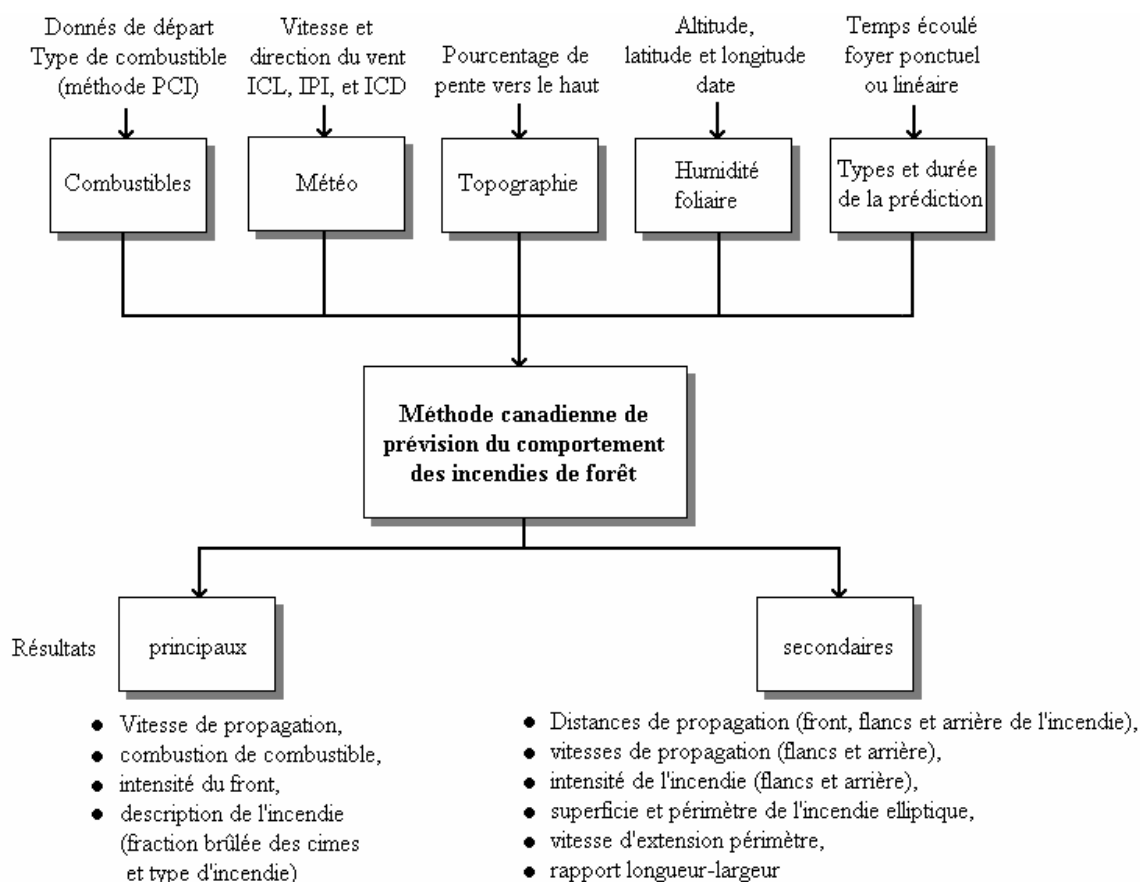 Donnés de départ
Type de combustible
(méthode PCI)
Vitesse et
direction du vent
ICL, IPI, et ICD
Pourcentage de
pente vers le haut
Altitude,
latitude et longitude
date
Temps écoulé
foyer ponctuel
ou linéaire
Combustibles
Météo
Topographie
Humidité
foliaire
Types et durée
de la prédiction
Méthode canadienne de
prévision du comportement
des incendies de forêt
Résultats
principaux
secondaires
● Vitesse de propagation,
● combustion de combustible,
● intensité du front,
● description de l'incendie
(fraction brûlée des cimes
et type d'incendie)
● Distances de propagation (front, flancs et arrière de l'incendie),
● vitesses de propagation (flancs et arrière),
● intensité de l'incendie (flancs et arrière),
● superficie et périmètre de l'incendie elliptique,
● vitesse d'extension périmètre,
● rapport longueur-largeur